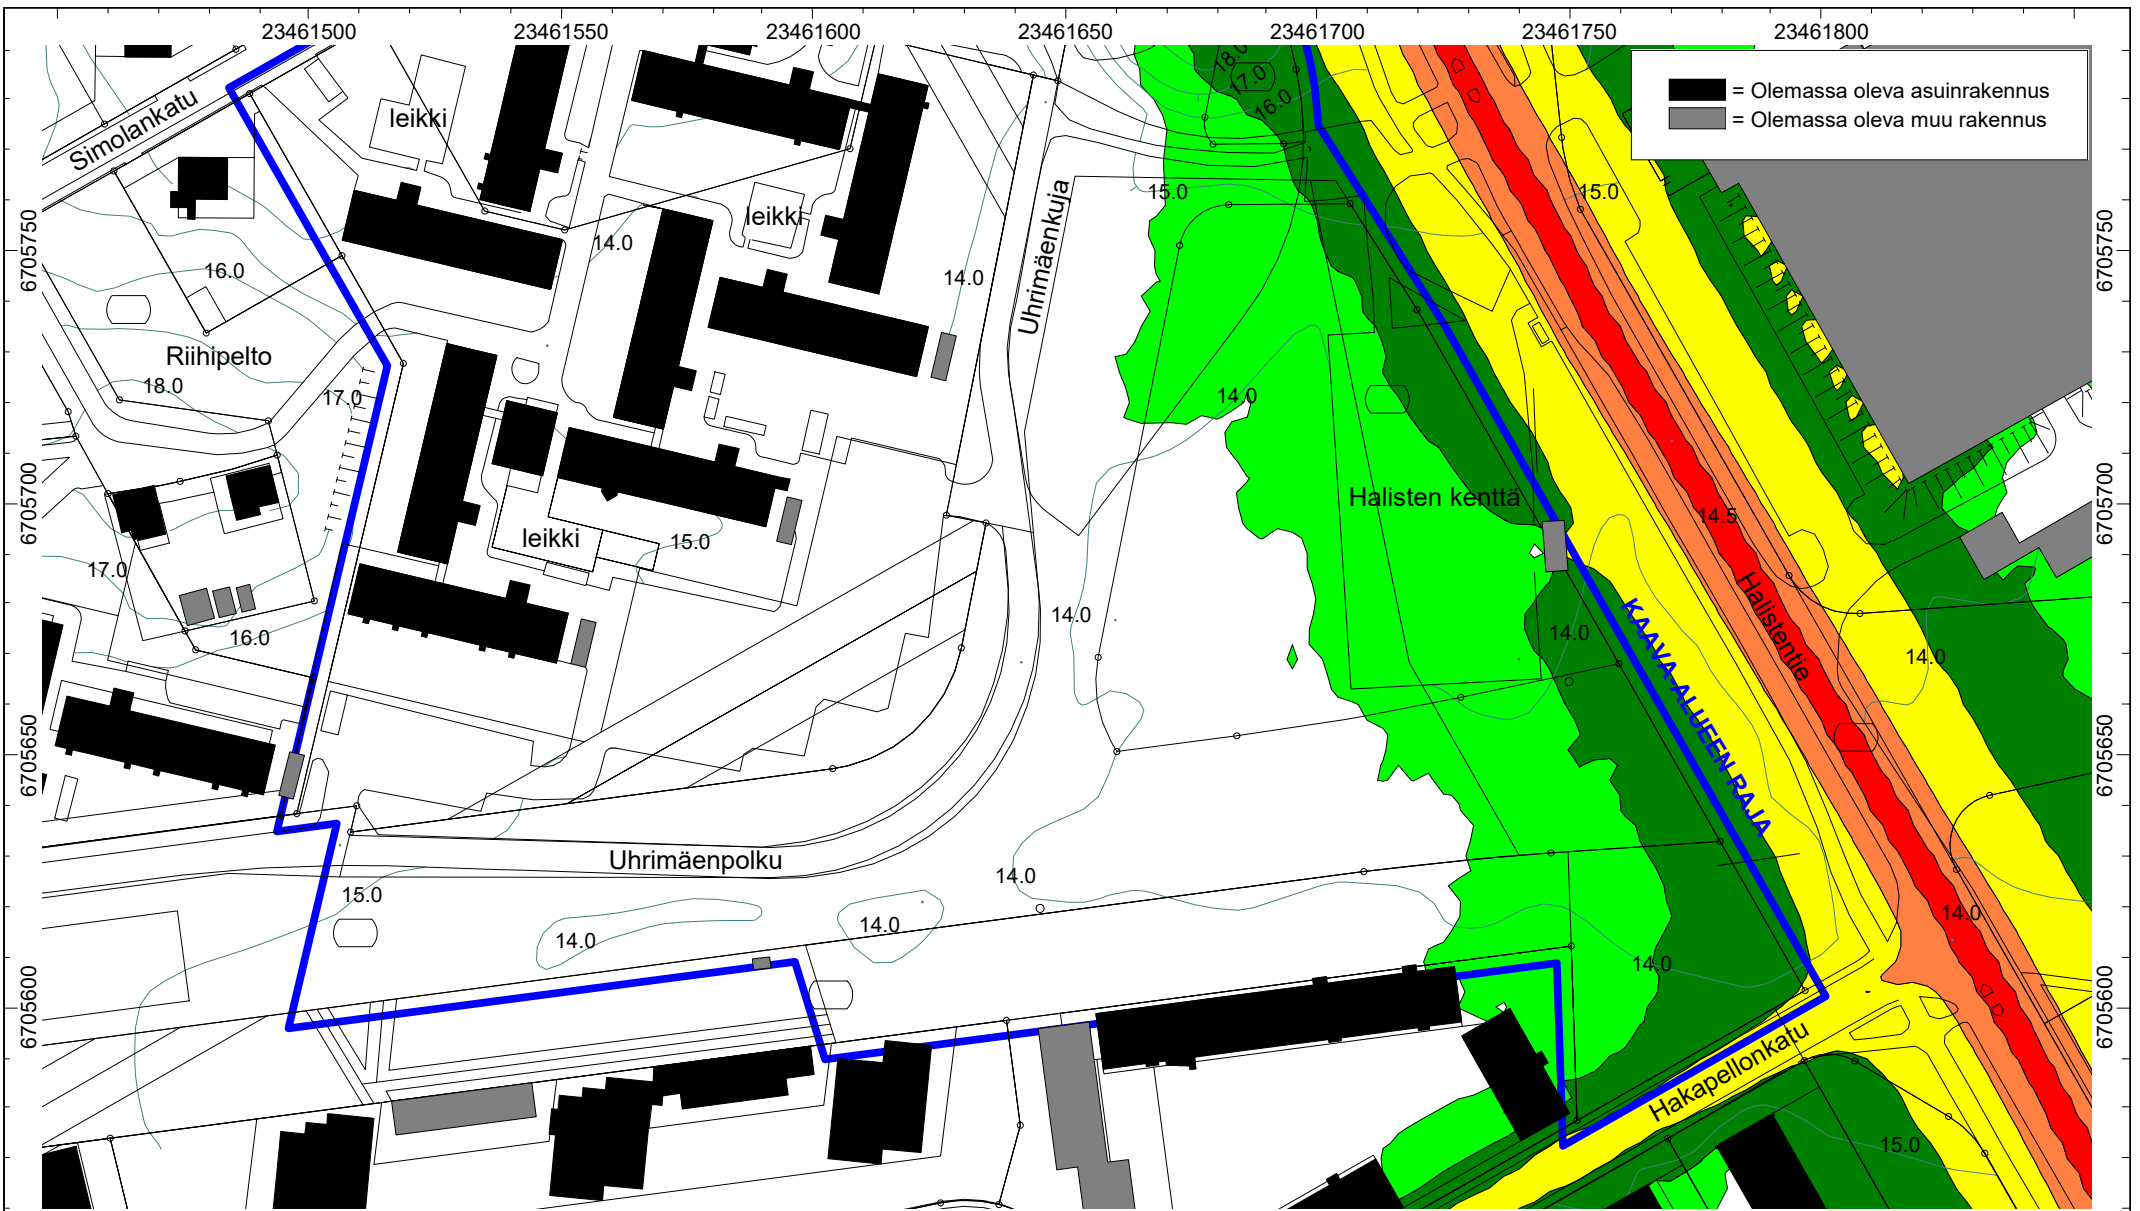 23461500 23461550 23461600 23461650 23461700 23461750 23461800
= Olemassa oleva asuinrakennus
= Olemassa oleva muu rakennus
18.0
17.0
16.0
Simolankatu
leikki
leikki
15.0
15.0
6705750
6705750
14.0
14.0
16.0
Uhrimäenkuja
Riihipelto
18.0
17.0
14.0
Halisten kenttä
6705700
6705700
14.5
leikki
15.0
17.0
14.0
14.0
16.0
Halistentie
14.0
KAAVA-ALUEEN RAJA
6705650
6705650
Uhrimäenpolku
14.0
15.0
14.0
14.0
14.0
14.0
6705600
6705600
Hakapellonkatu
15.0